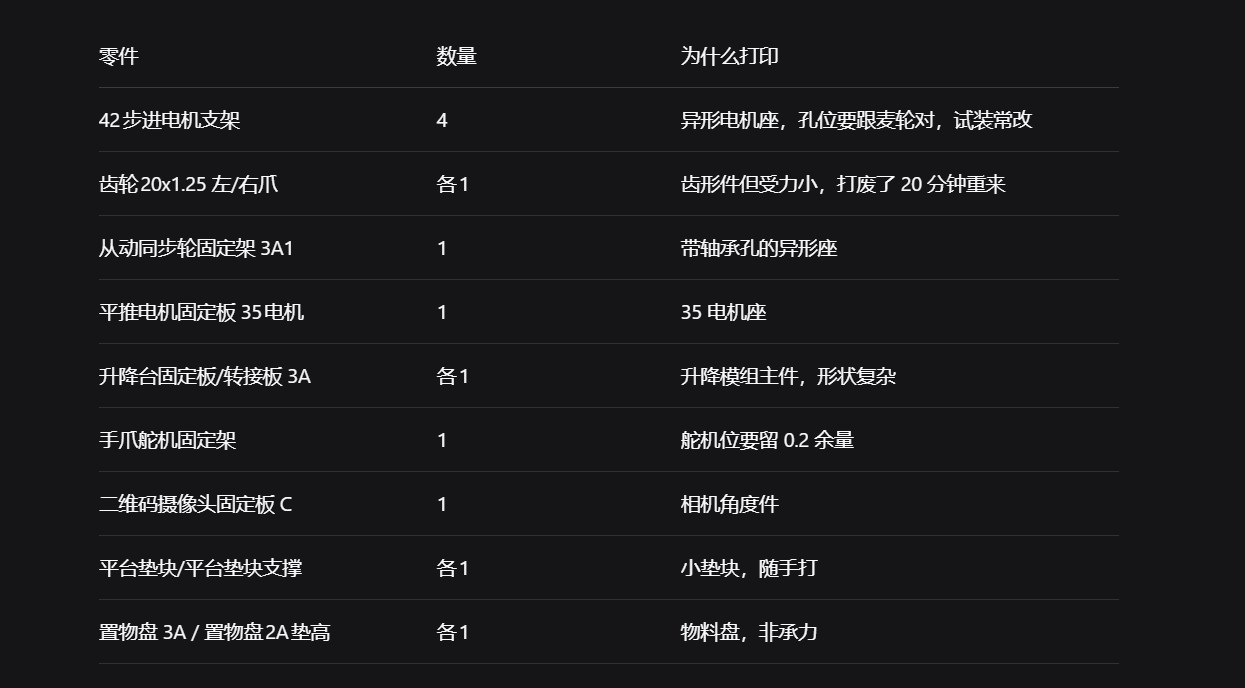 零件 数量 为什么打印
42步进电机支架 4 异形电机座，孔位要跟麦轮对，试装常改
齿轮20x1.25 左/右爪 各1 齿形件但受力小，打废了 20 分钟重来
从动同步轮固定架 3A1 1 带轴承孔的异形座
平推电机固定板 35电机 1 35 电机座
升降台固定板/转接板 3A 各1 升降模组主件，形状复杂
手爪舵机固定架 1 舵机位要留 0.2 余量
二维码摄像头固定板 C 1 相机角度件
平台垫块/平台垫块支撑 各1 小垫块，随手打
置物盘 3A / 置物盘2A垫高 各1 物料盘，非承力